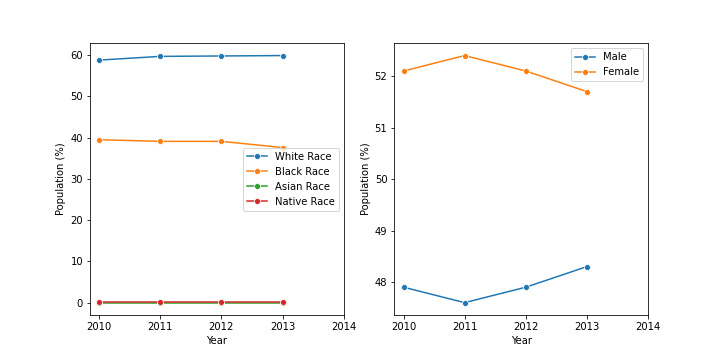 60
50
40
30
20
10
0
Population (%)
2010 2011 2012 2013 2014
Year
White Race
Black Race
Asian Race
Native Race
52
51
50
49
48
Population (%)
2010 2011 2012 2013 2014
Year
Male
Female